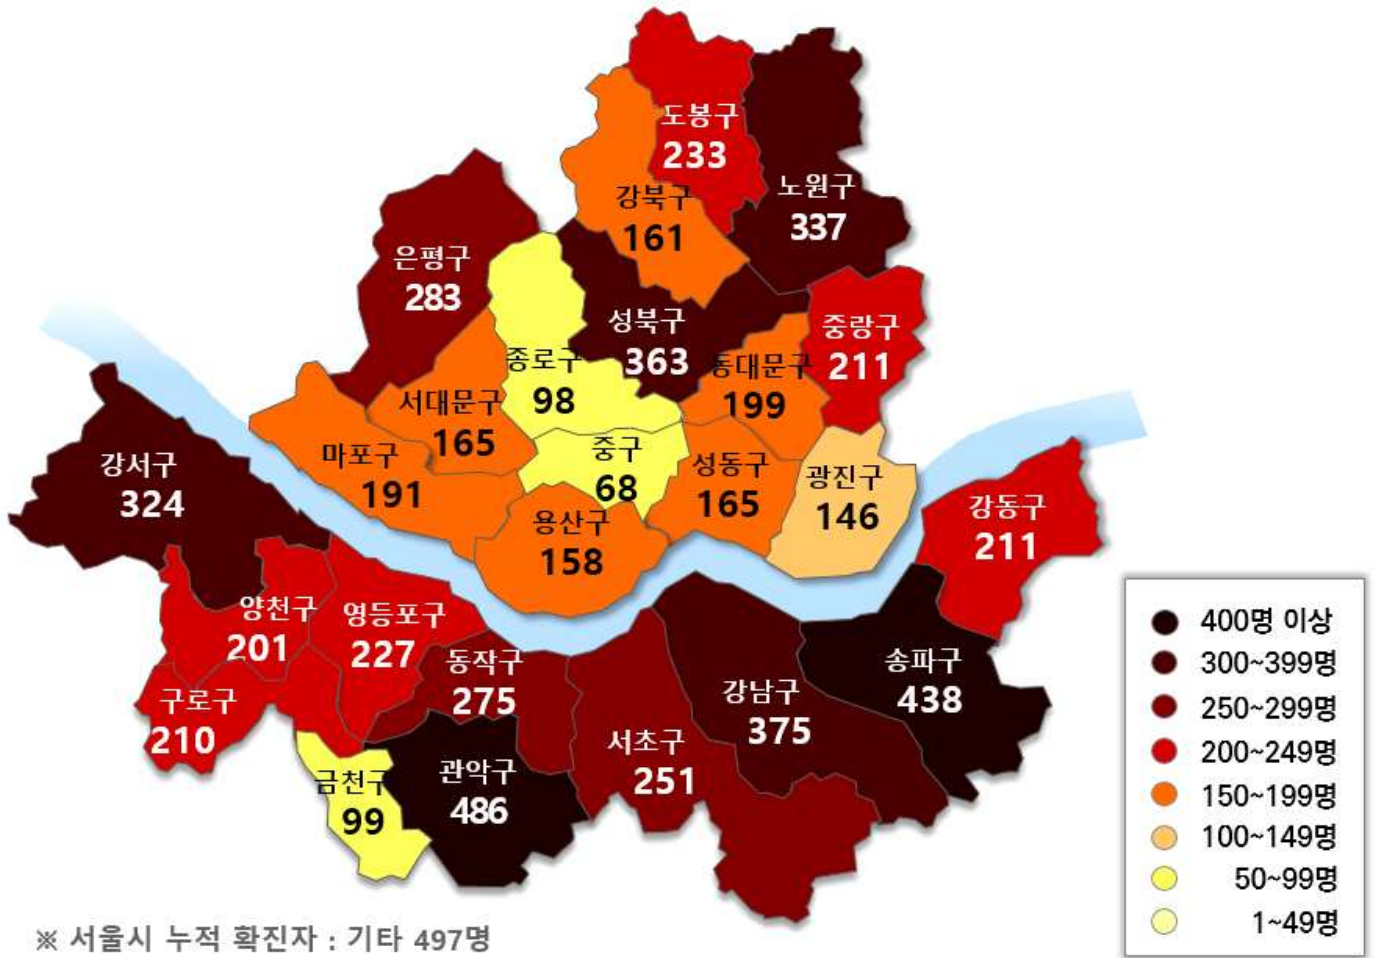 도봉구
233
노원구
337
강북구
161
은평구
283
성북구
363
중랑구
211
종로구
98
동대문구
199
서대문구
165
마포구
191
중구
68
성동구
165
광진구
146
강서구
324
용산구
158
강동구
211
양천구
201
영등포구
227
동작구
275
송파구
438
강남구
375
구로구
210
서초구
251
관악구
486
금천구
99
400명 이상
300~399명
250~299명
200~249명
150~199명
100~149명
50~99명
1~49명
※ 서울시 누적 확진자 : 기타 497명